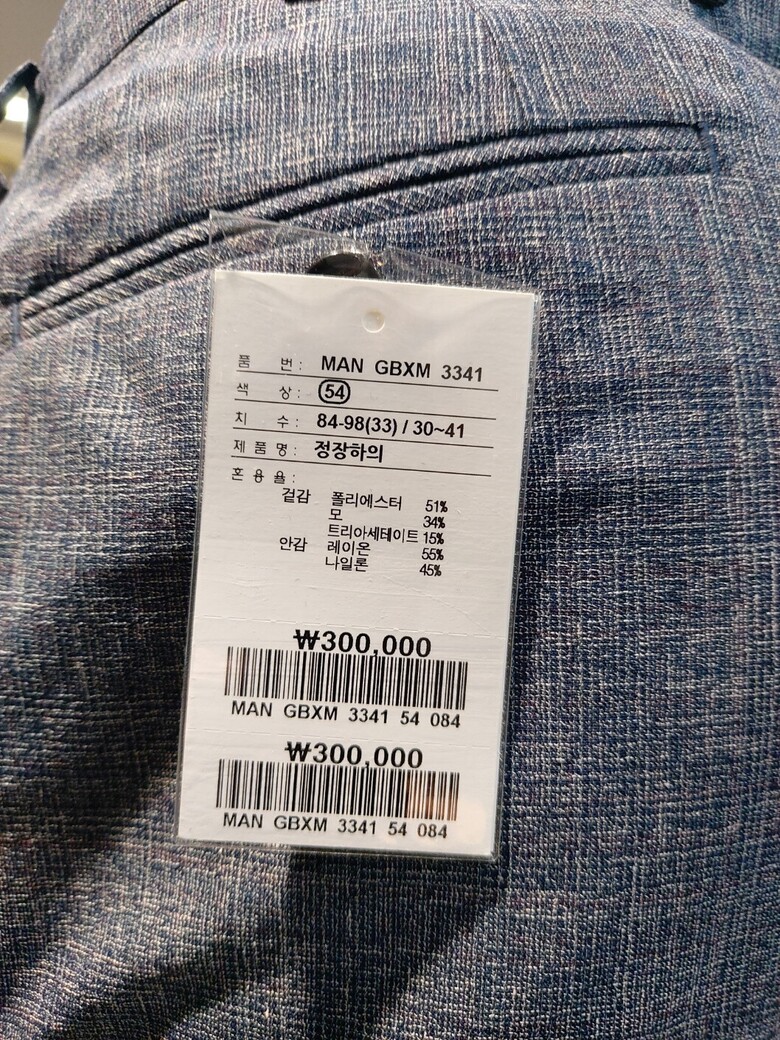 품 번: MAN GBXM 3341
색 상: 54
치 수: 84-98(33) / 30~41
제 품 명: 정장하의
혼 용 율:
겉감 폴리에스터 51%
모 34%
트리아세테이트 15%
안감 레이온 55%
나일론 45%
₩300,000
MAN GBXM 3341 54 084
₩300,000
MAN GBXM 3341 54 084